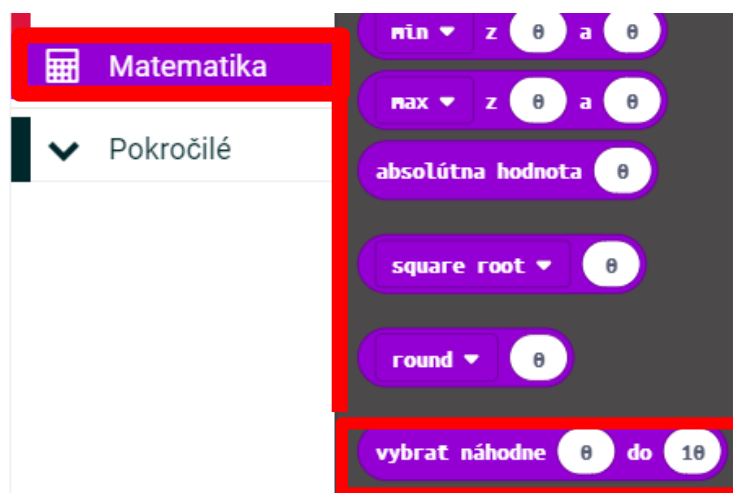 Matematika
Pokročilé
min z 0 a 0
max z 0 a 0
absolútna hodnota 0
square root 0
round 0
vybrať náhodne 0 do 10